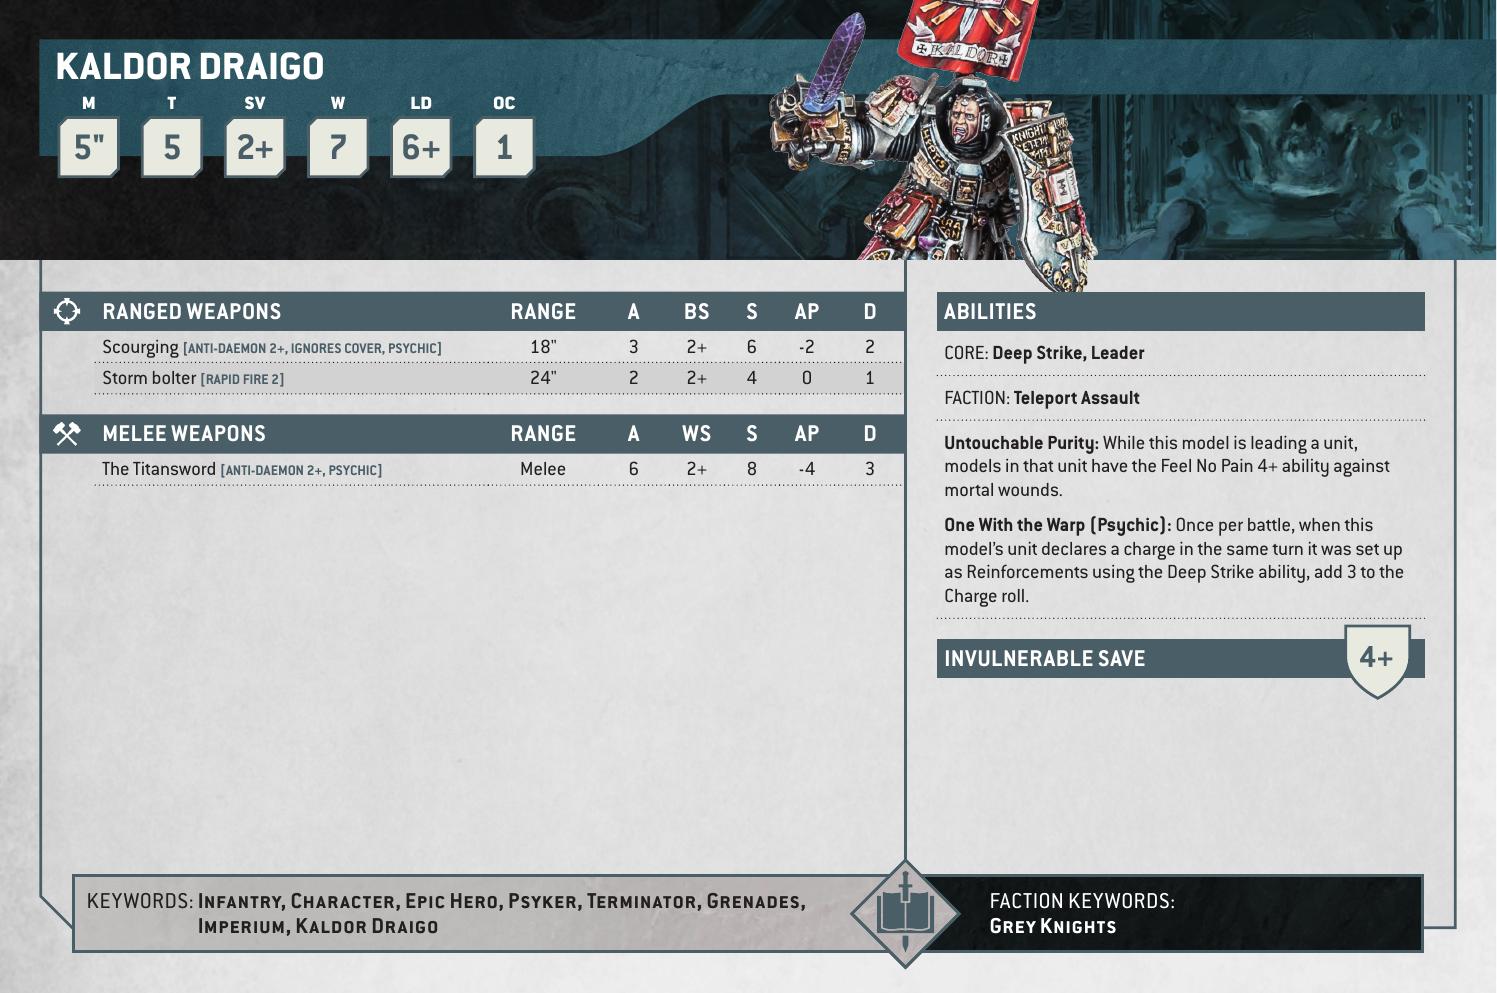 KALDOR DRAIGO
M T SV W LD OC
5" 5 2+ 7 6+ 1
KALDOR
KNIGHT
RANGED WEAPONS RANGE A BS S AP D
Scourging [ANTI-DAEMON 2+, IGNORES COVER, PSYCHIC] 18" 3 2+ 6 -2 2
Storm bolter [RAPID FIRE 2] 24" 2 2+ 4 0 1
MELEE WEAPONS RANGE A WS S AP D
The Titansword [ANTI-DAEMON 2+, PSYCHIC] Melee 6 2+ 8 -4 3
ABILITIES
CORE: Deep Strike, Leader
FACTION: Teleport Assault
Untouchable Purity: While this model is leading a unit,
models in that unit have the Feel No Pain 4+ ability against
mortal wounds.
One With the Warp (Psychic): Once per battle, when this
model's unit declares a charge in the same turn it was set up
as Reinforcements using the Deep Strike ability, add 3 to the
Charge roll.
INVULNERABLE SAVE 4+
KEYWORDS: INFANTRY, CHARACTER, EPIC HERO, PSYKER, TERMINATOR, GRENADES,
IMPERIUM, KALDOR DRAIGO
FACTION KEYWORDS:
GREY KNIGHTS